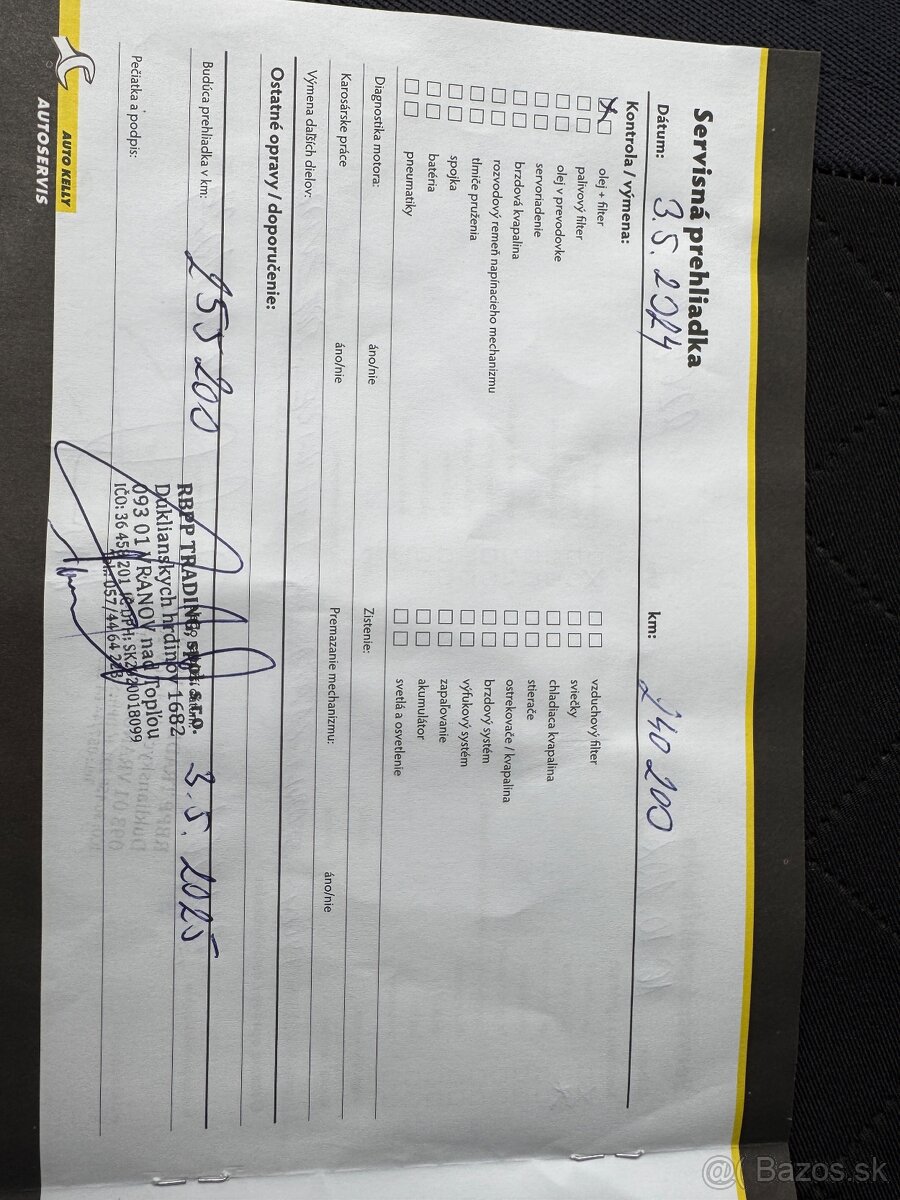 Servisná prehliadka
Dátum: 3.5.2024 km: 240 200
Kontrola / výmena:
olej + filter
palivový filter
olej v prevodovke
servoriadenie
brzdová kvapalina
rozvodový remeň napínacieho mechanizmu
tlmiče pruženia
spojka
batéria
pneumatiky
vzduchový filter
sviečky
chladiaca kvapalina
stierače
ostrekovače / kvapalina
brzdový systém
výfukový systém
zapaľovanie
akumulátor
svetlá a osvetlenie
Diagnostika motora: áno/nie Zistenie:
Karosárske práce áno/nie Premazanie mechanizmu: áno/nie
Výmena ďalších dielov:
Ostatné opravy / doporučenie:
Budúca prehliadka v km: 255 200 3.5.2025
Pečiatka a podpis:
RBPP TRADING, spol. s r.o.
Duklianskych hrdinov 1682
093 01 VRANOV nad Topľou
AUTO KELLY
AUTOSERVIS
@( Bazos.sk